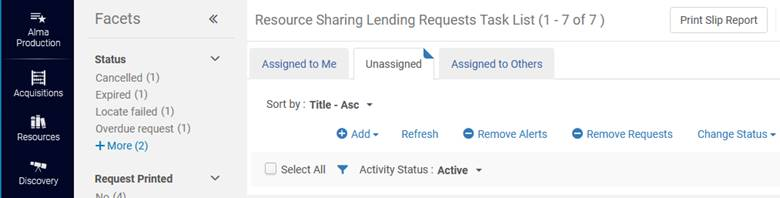 Alma
Production
Acquisitions
Resources
Discovery
Facets
Status
Cancelled (1)
Expired (1)
Locate failed (1)
Overdue request (1)
More (2)
Request Printed
No (4)
Resource Sharing Lending Requests Task List (1 - 7 of 7 )
Print Slip Report
Assigned to Me
Unassigned
Assigned to Others
Sort by : Title - Asc
Add
Refresh
Remove Alerts
Remove Requests
Change Status
Select All
Activity Status : Active